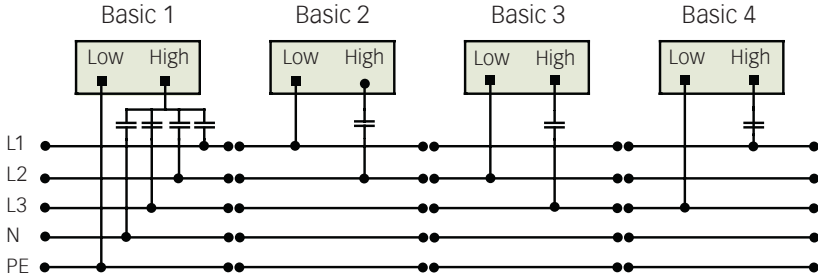 Basic 1 Basic 2 Basic 3 Basic 4
Low High Low High Low High Low High
L1
L2
L3
N
PE